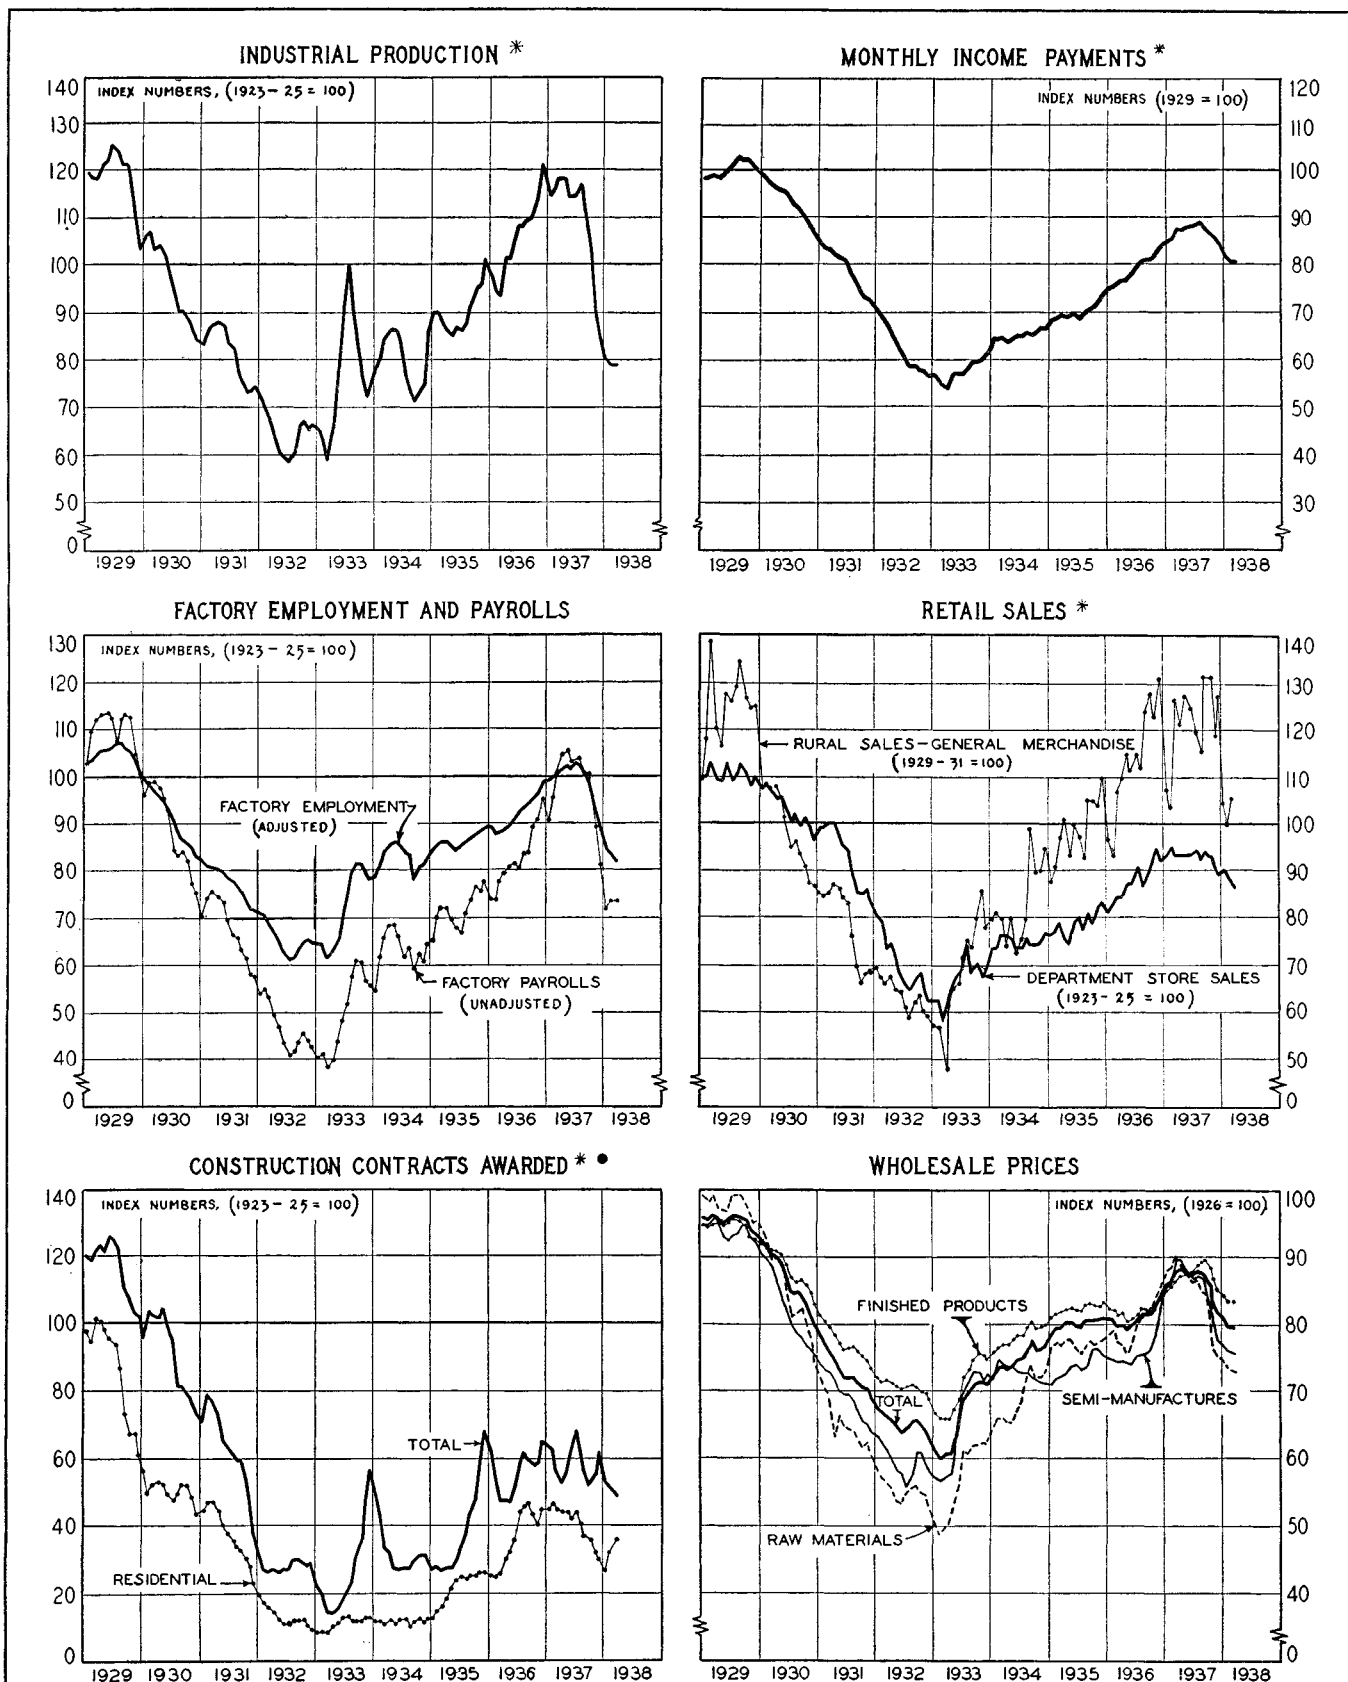 INDUSTRIAL PRODUCTION *
INDEX NUMBERS, (1923-25=100)
140
130
120
110
100
90
80
70
60
50
0
1929 1930 1931 1932 1933 1934 1935 1936 1937 1938
MONTHLY INCOME PAYMENTS *
INDEX NUMBERS (1929=100)
120
110
100
90
80
70
60
50
40
30
1929 1930 1931 1932 1933 1934 1935 1936 1937 1938
FACTORY EMPLOYMENT AND PAYROLLS
INDEX NUMBERS, (1923-25=100)
130
120
110
100
90
80
70
60
50
40
0
FACTORY EMPLOYMENT
(ADJUSTED)
FACTORY PAYROLLS
(UNADJUSTED)
1929 1930 1931 1932 1933 1934 1935 1936 1937 1938
RETAIL SALES *
140
130
120
110
100
90
80
70
60
50
0
RURAL SALES-GENERAL MERCHANDISE
(1929-31=100)
DEPARTMENT STORE SALES
(1923-25=100)
1929 1930 1931 1932 1933 1934 1935 1936 1937 1938
CONSTRUCTION CONTRACTS AWARDED * ●
INDEX NUMBERS, (1923-25=100)
140
120
100
80
60
40
20
0
TOTAL
RESIDENTIAL
1929 1930 1931 1932 1933 1934 1935 1936 1937 1938
WHOLESALE PRICES
INDEX NUMBERS, (1926=100)
100
90
80
70
60
50
40
0
FINISHED PRODUCTS
TOTAL
SEMI-MANUFACTURES
RAW MATERIALS
1929 1930 1931 1932 1933 1934 1935 1936 1937 1938